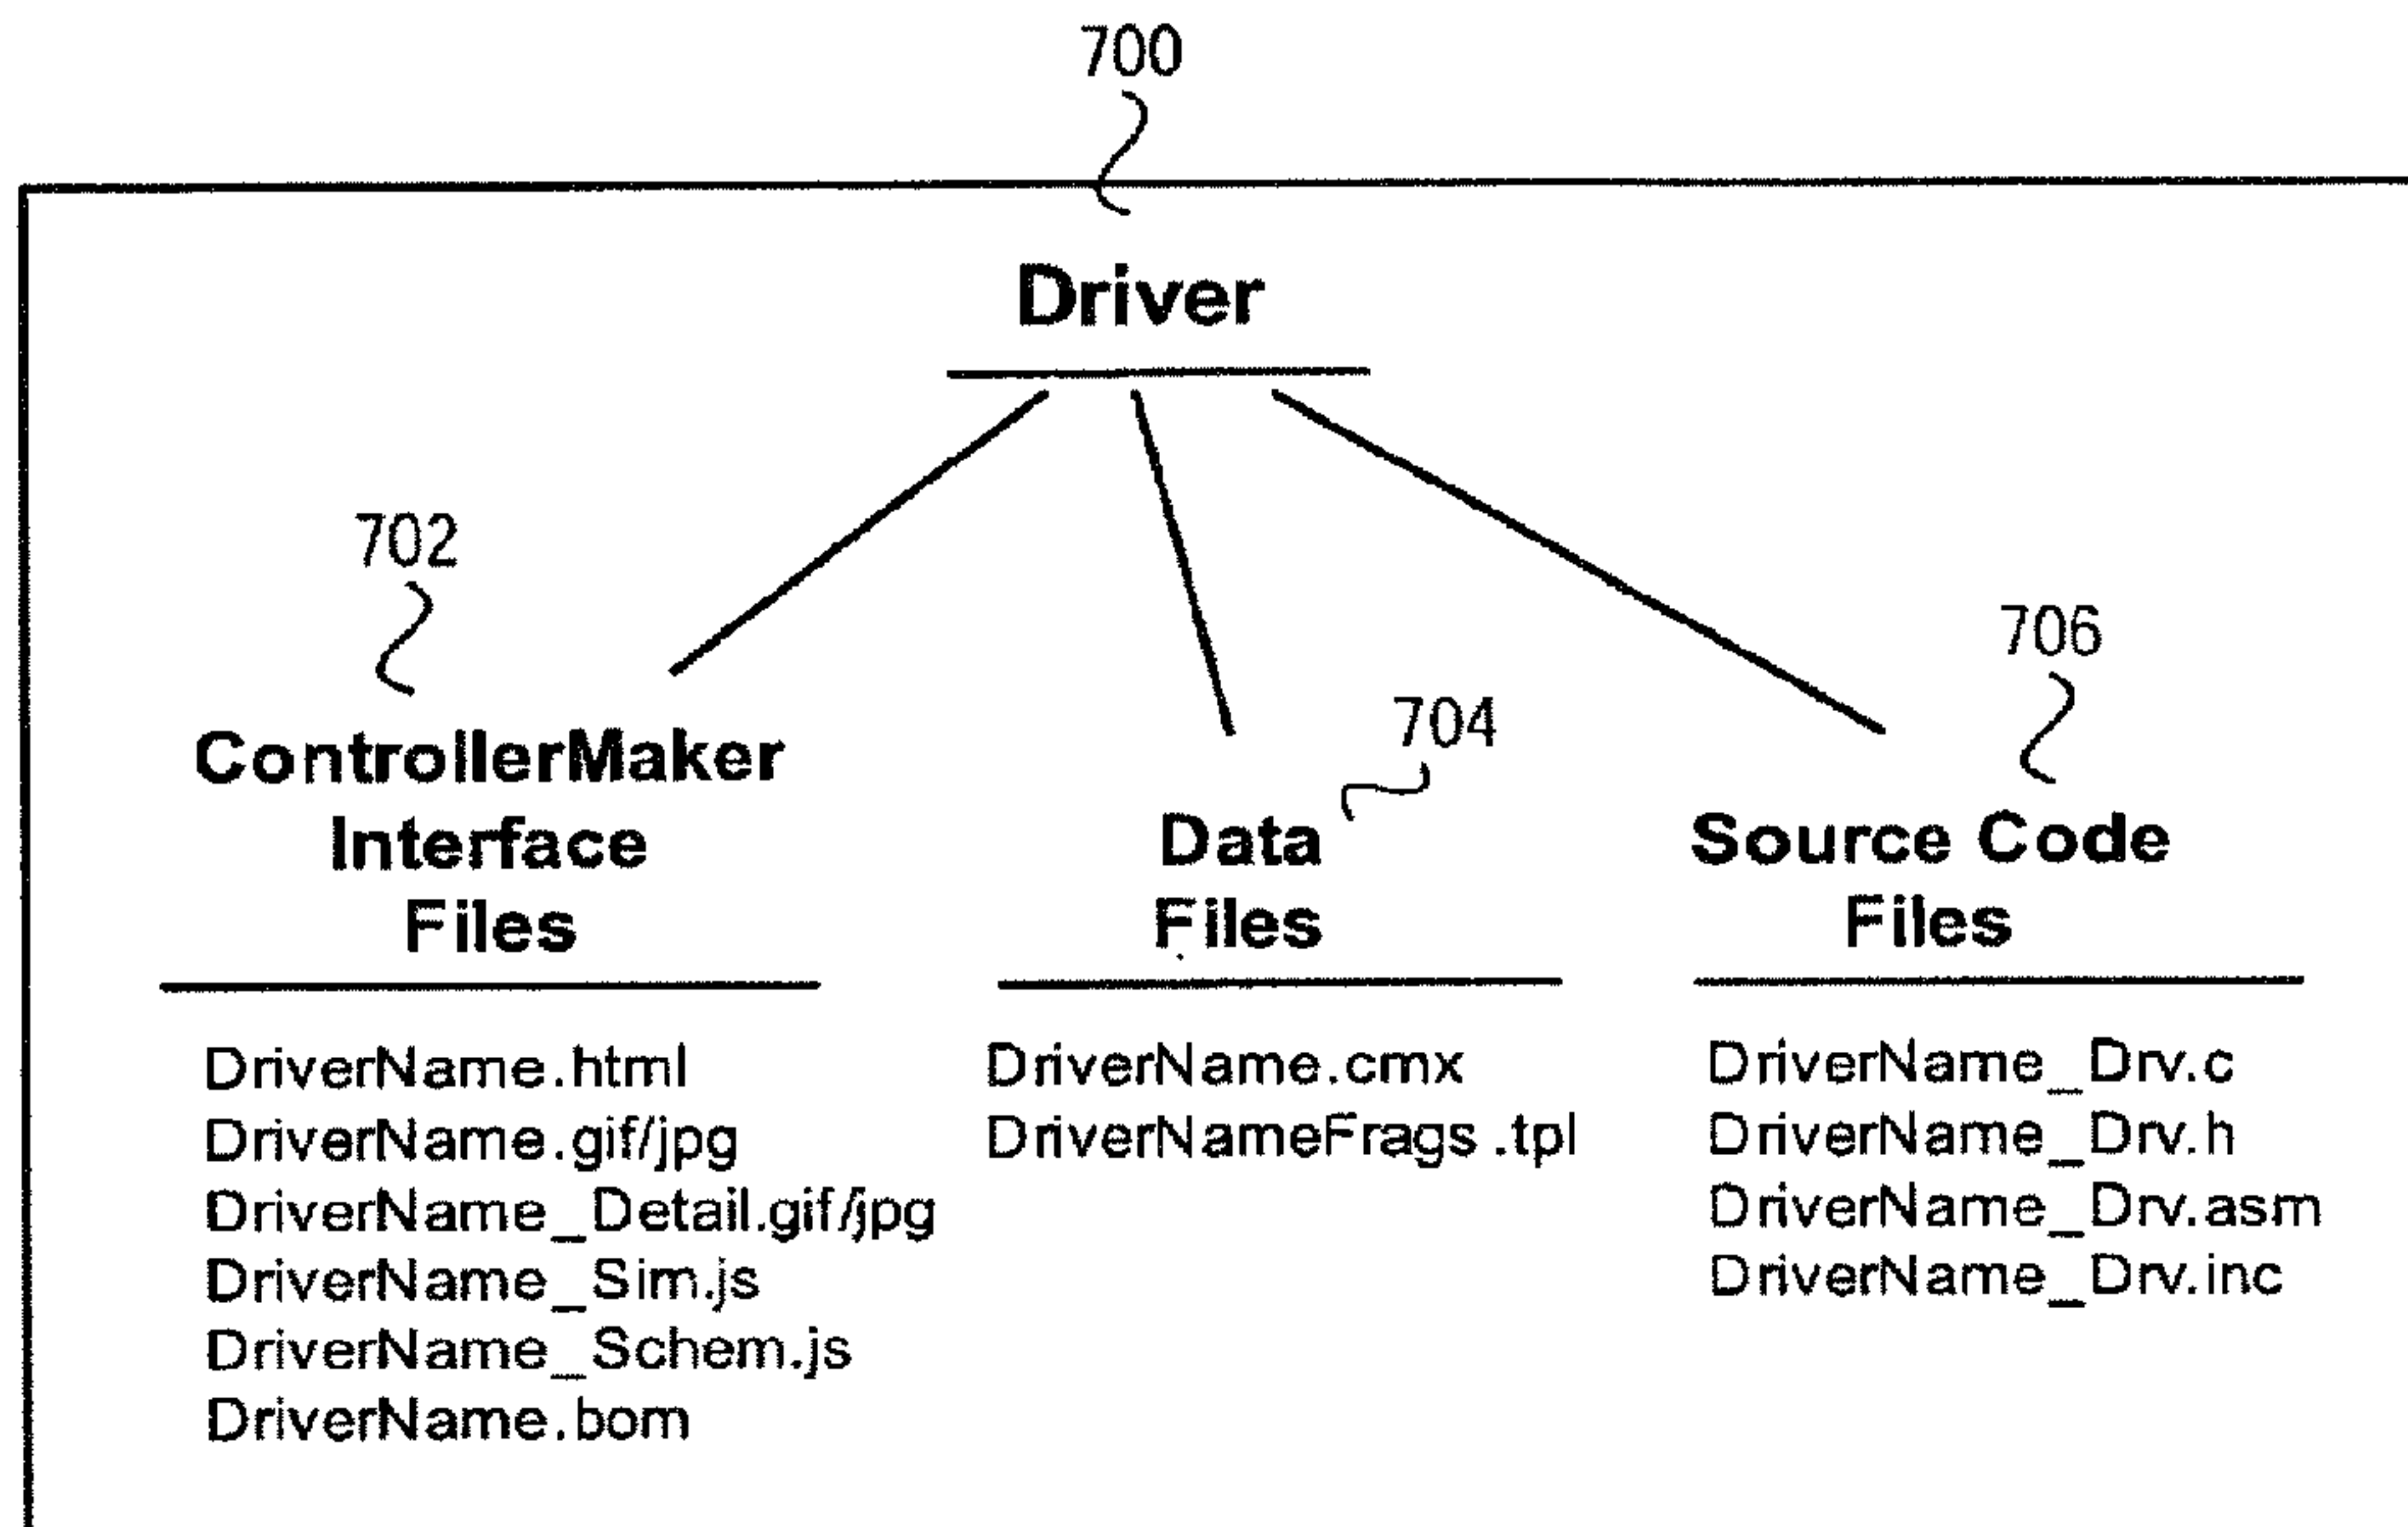 700
Driver
702
ControllerMaker
Interface
Files
DriverName.html
DriverName.gif/jpg
DriverName_Detail.gif/jpg
DriverName_Sim.js
DriverName_Schem.js
DriverName.bom
704
Data
Files
DriverName.cmx
DriverNameFrags.tpl
706
Source Code
Files
DriverName_Drv.c
DriverName_Drv.h
DriverName_Drv.asm
DriverName_Drv.inc